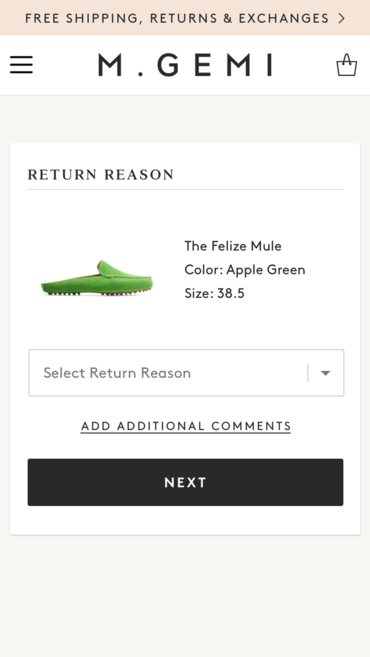 FREE SHIPPING, RETURNS & EXCHANGES
M.GEMI
RETURN REASON
The Felize Mule
Color: Apple Green
Size: 38.5
Select Return Reason
ADD ADDITIONAL COMMENTS
NEXT